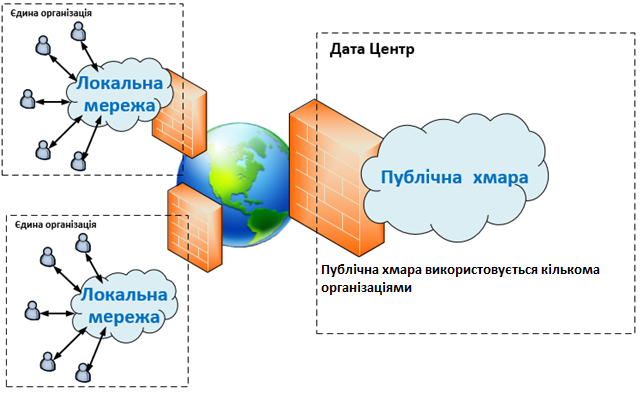 Єдина організація
Локальна
мережа
Дата Центр
Публічна хмара
Публічна хмара використовується кількома
організаціями
Єдина організація
Локальна
мережа